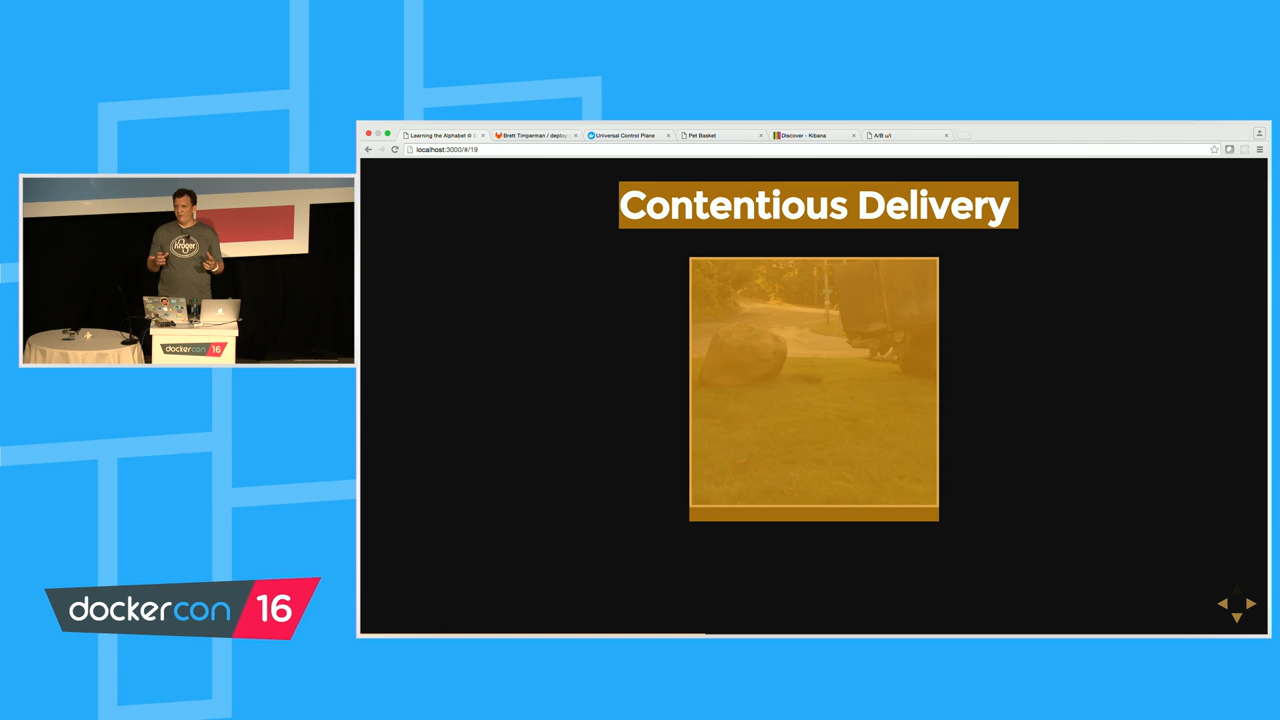 Learning the Alphabet @ D
Brett Timperman / deploy-
Universal Control Plane
Pet Basket
Discover - Kibana
A/B u/i
localhost:3000/#/19
Contentious Delivery
Kroger
dockercon 16
dockercon 16